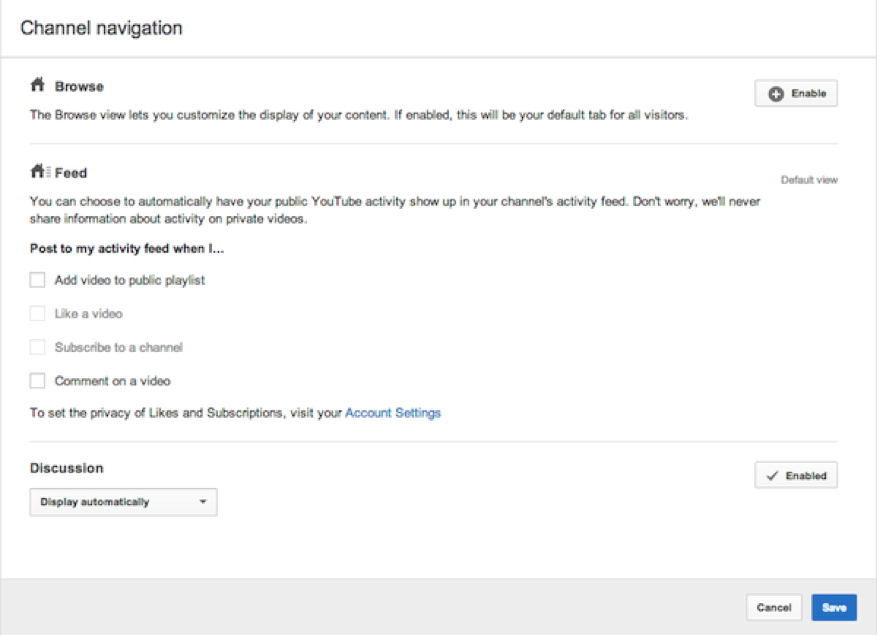 Channel navigation
Browse
Enable
The Browse view lets you customize the display of your content. If enabled, this will be your default tab for all visitors.
Feed
Default view
You can choose to automatically have your public YouTube activity show up in your channel's activity feed. Don't worry, we'll never
share information about activity on private videos.
Post to my activity feed when I...
Add video to public playlist
Like a video
Subscribe to a channel
Comment on a video
To set the privacy of Likes and Subscriptions, visit your Account Settings
Discussion
Enabled
Display automatically
Cancel
Save